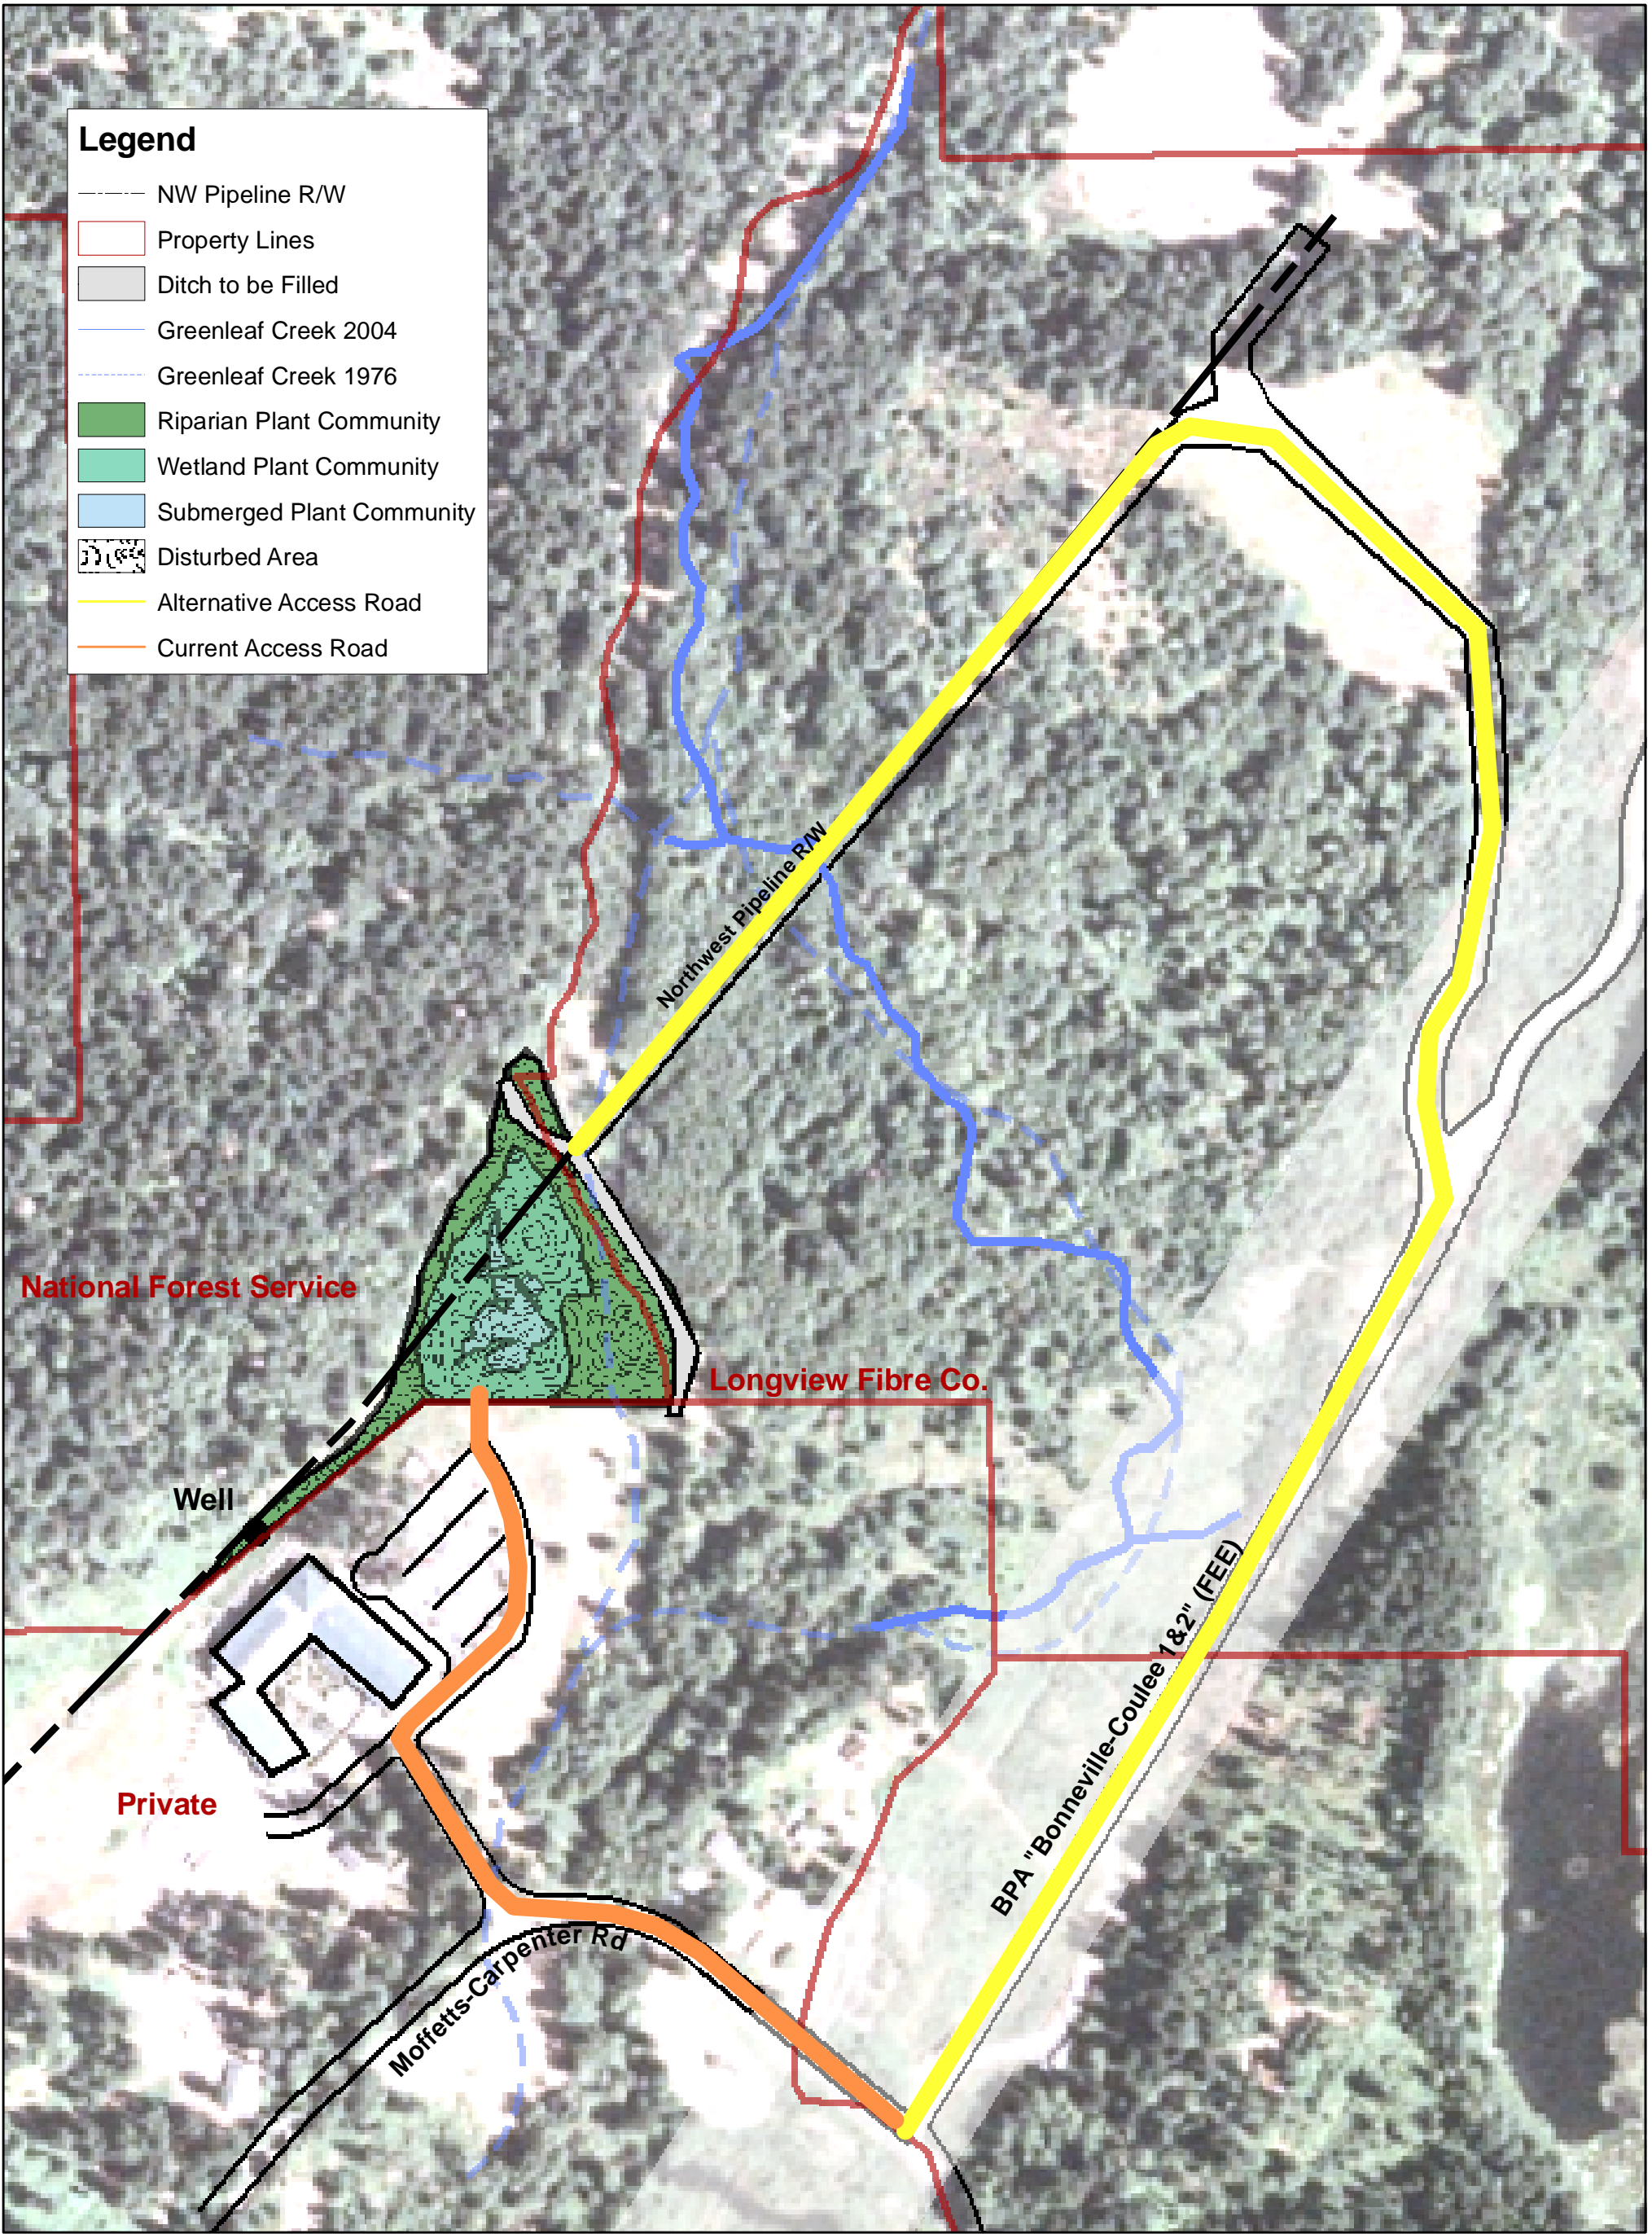 Legend
NW Pipeline R/W
Property Lines
Ditch to be Filled
Greenleaf Creek 2004
Greenleaf Creek 1976
Riparian Plant Community
Wetland Plant Community
Submerged Plant Community
Disturbed Area
Alternative Access Road
Current Access Road
Northwest Pipeline R/W
National Forest Service
Longview Fibre Co.
Well
BPA "Bonneville-Coulee 1&2" (FEE)
Private
Moffetts-Carpenter Rd